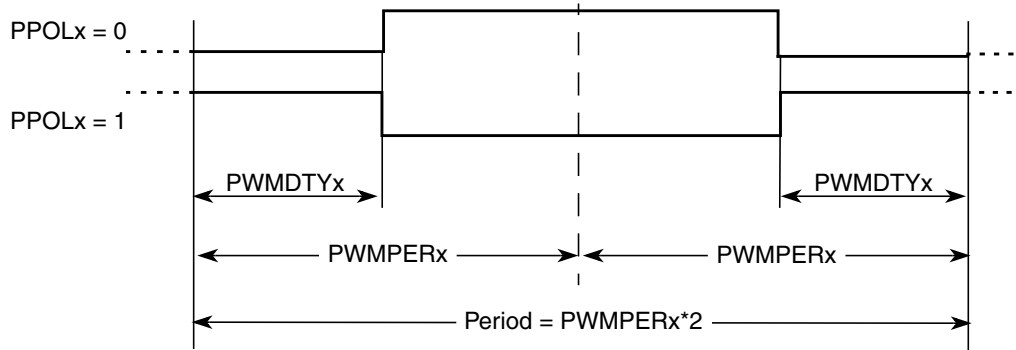 PPOLx = 0
PPOLx = 1
PWMDTYx PWMDTYx
PWMPERx PWMPERx
Period = PWMPERx*2